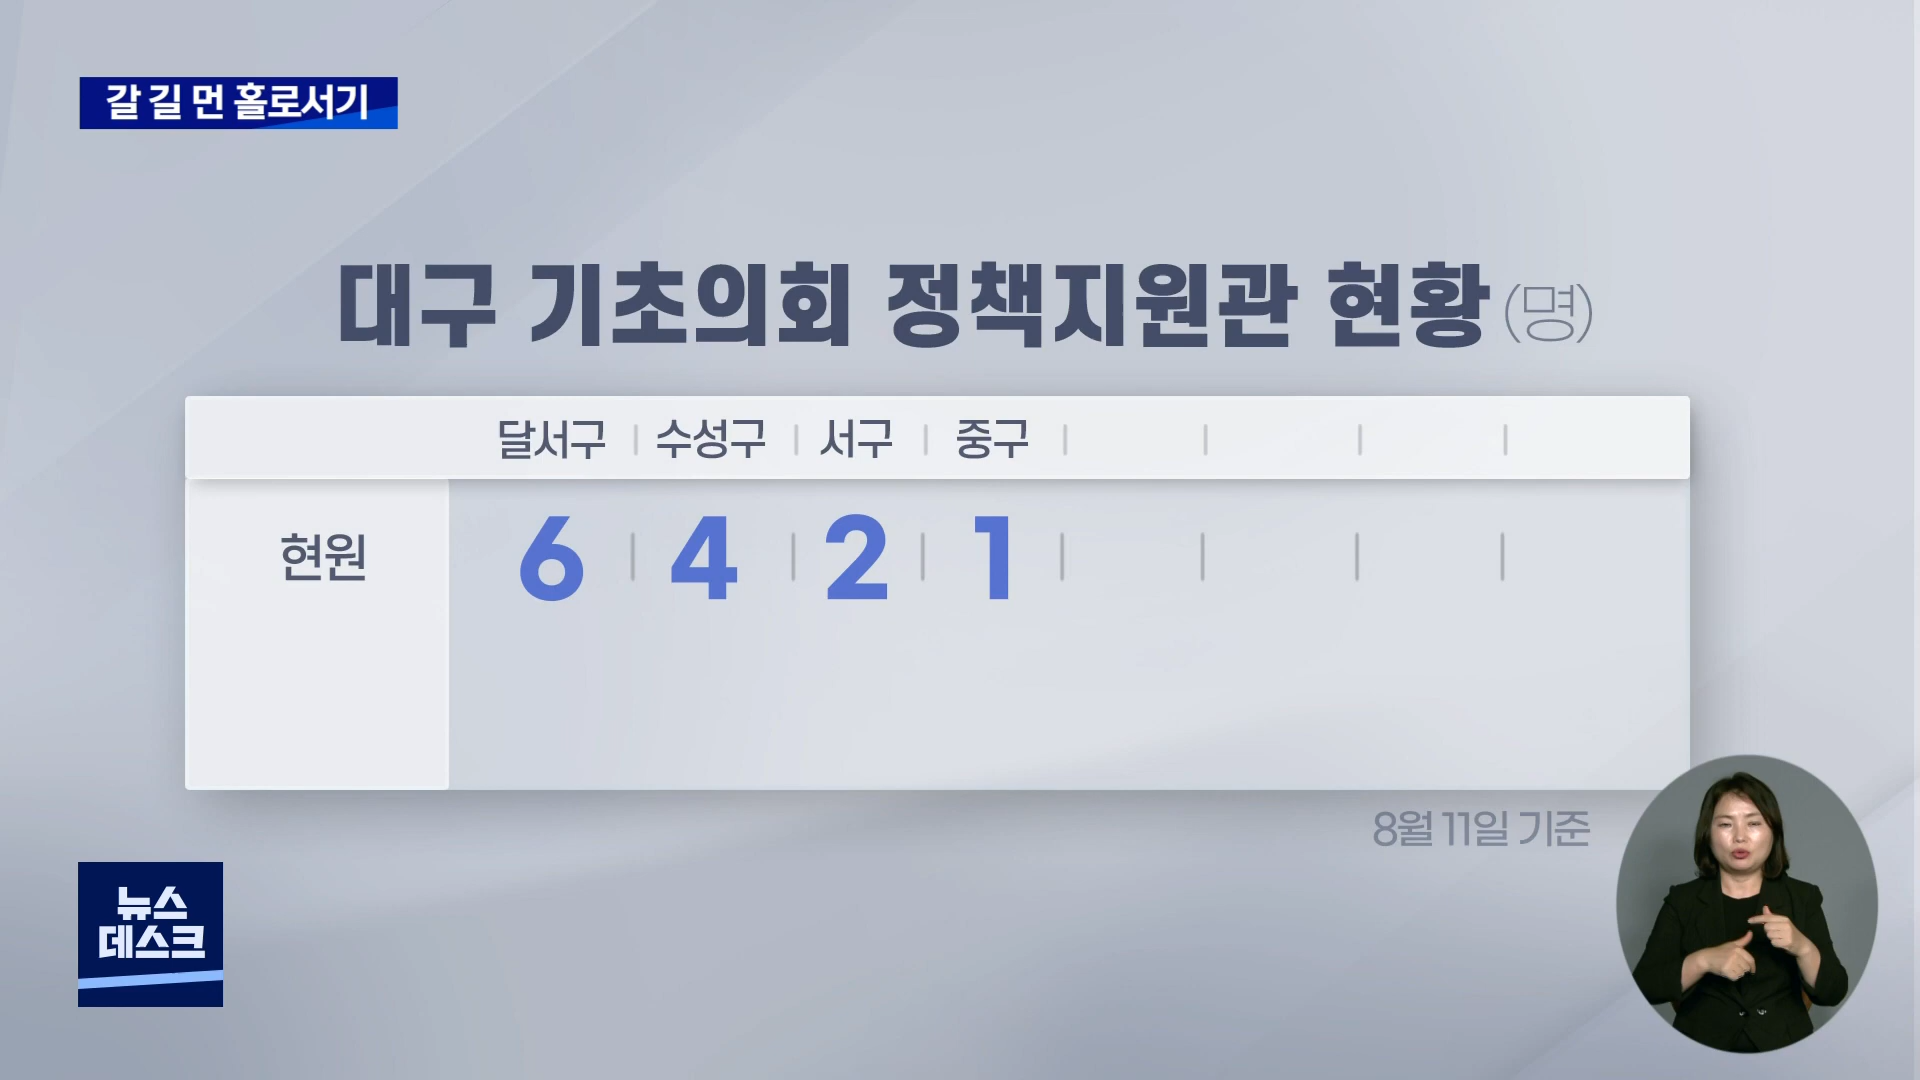 갈 길 먼 홀로서기
대구 기초의회 정책지원관 현황(명)
달서구 수성구 서구 중구
현원 6 4 2 1
8월 11일 기준
뉴스
데스크